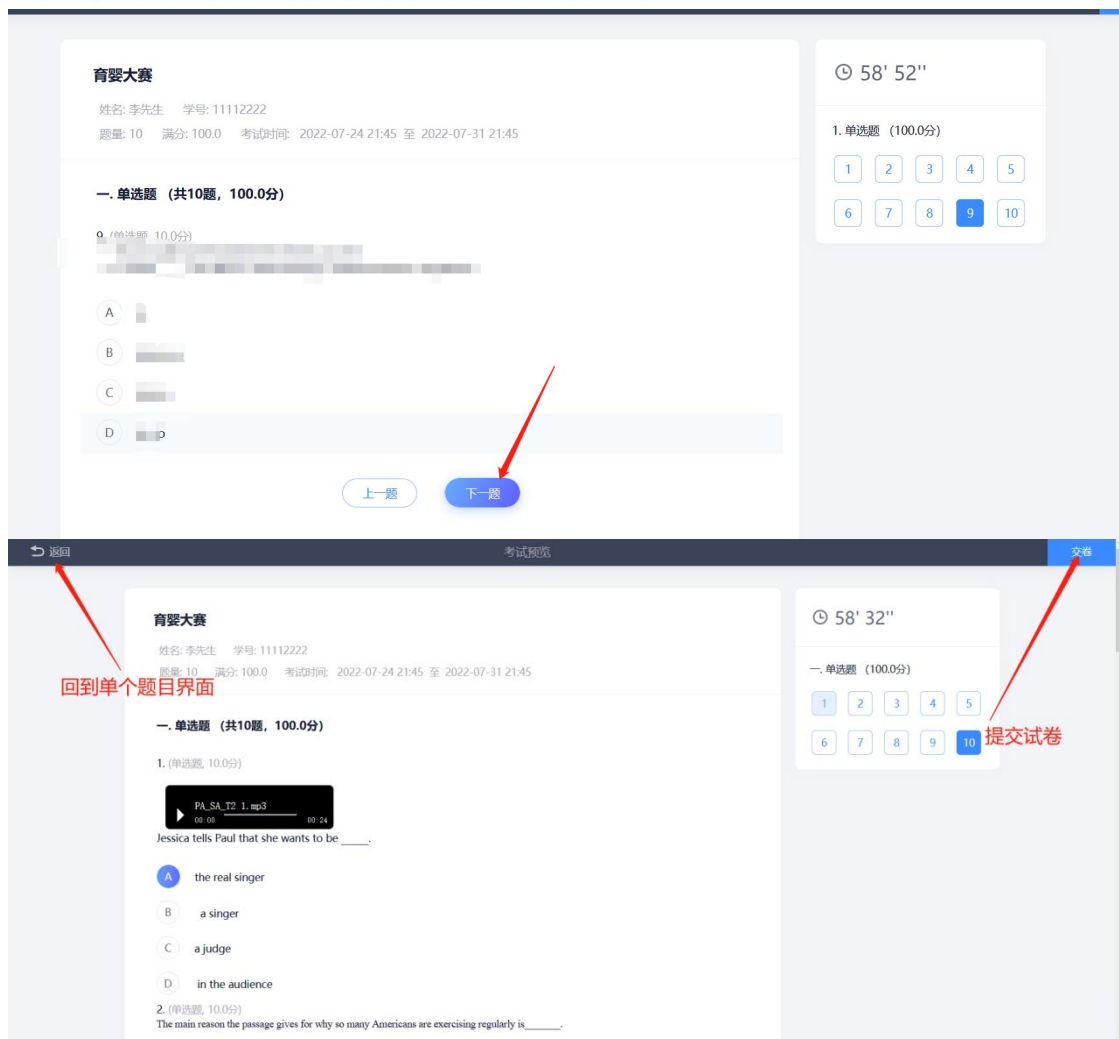 育婴大赛
姓名: 李先生 学号: 11112222
题量: 10 满分: 100.0 考试时间: 2022-07-24 21:45 至 2022-07-31 21:45
58' 52''
1. 单选题 (100.0分)
1 2 3 4 5
6 7 8 9 10
一. 单选题 (共10题, 100.0分)
9. (单选题, 10.0分)
A
B
C
D
上一题 下一题
返回 考试预览 交卷
育婴大赛
姓名: 李先生 学号: 11112222
题量: 10 满分: 100.0 考试时间: 2022-07-24 21:45 至 2022-07-31 21:45
回到单个题目界面
58' 32''
一. 单选题 (100.0分)
1 2 3 4 5
6 7 8 9 10
提交试卷
一. 单选题 (共10题, 100.0分)
1. (单选题, 10.0分)
PA_SA_T2 1.mp3
00:00 00:24
Jessica tells Paul that she wants to be _____.
A the real singer
B a singer
C a judge
D in the audience
2. (单选题, 10.0分)
The main reason the passage gives for why so many Americans are exercising regularly is______.